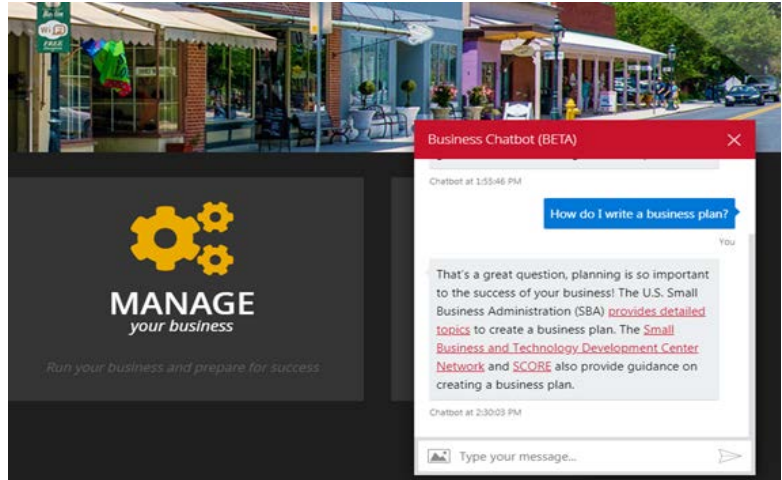 Wi Fi
FREE
MANAGE
your business
Run your business and prepare for success
Business Chatbot (BETA)
Chatbot at 1:55:46 PM
How do I write a business plan?
You
That's a great question, planning is so important
to the success of your business! The U.S. Small
Business Administration (SBA) provides detailed
topics to create a business plan. The Small
Business and Technology Development Center
Network and SCORE also provide guidance on
creating a business plan.
Chatbot at 2:30:03 PM
Type your message...